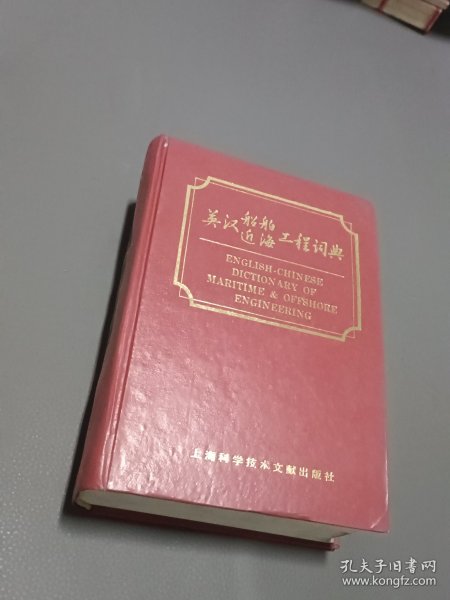 英汉船舶近海工程词典
ENGLISH-CHINESE
DICTIONARY OF
MARITIME & OFFSHORE
ENGINEERING
上海科学技术文献出版社
孔夫子旧书网
www.kongfz.com